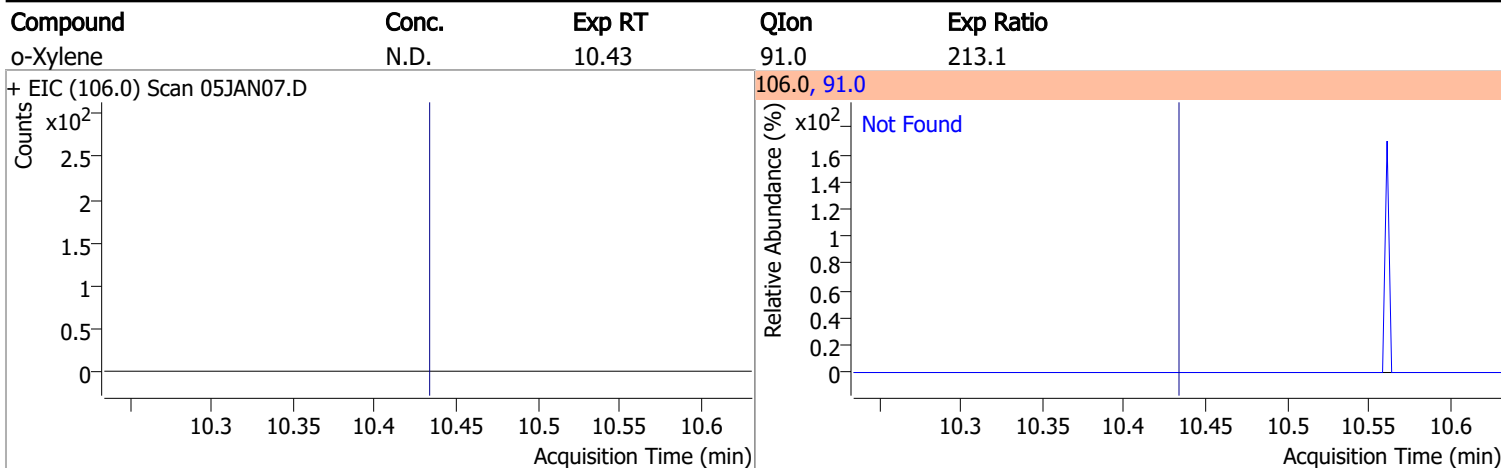 Compound Conc. Exp RT QIon Exp Ratio
o-Xylene N.D. 10.43 91.0 213.1
+ EIC (106.0) Scan 05JAN07.D
Counts
x10²
2.5
2
1.5
1
0.5
0
10.3 10.35 10.4 10.45 10.5 10.55 10.6
Acquisition Time (min)
106.0, 91.0
Relative Abundance (%)
x10²
Not Found
1.6
1.4
1.2
1
0.8
0.6
0.4
0.2
0
10.3 10.35 10.4 10.45 10.5 10.55 10.6
Acquisition Time (min)